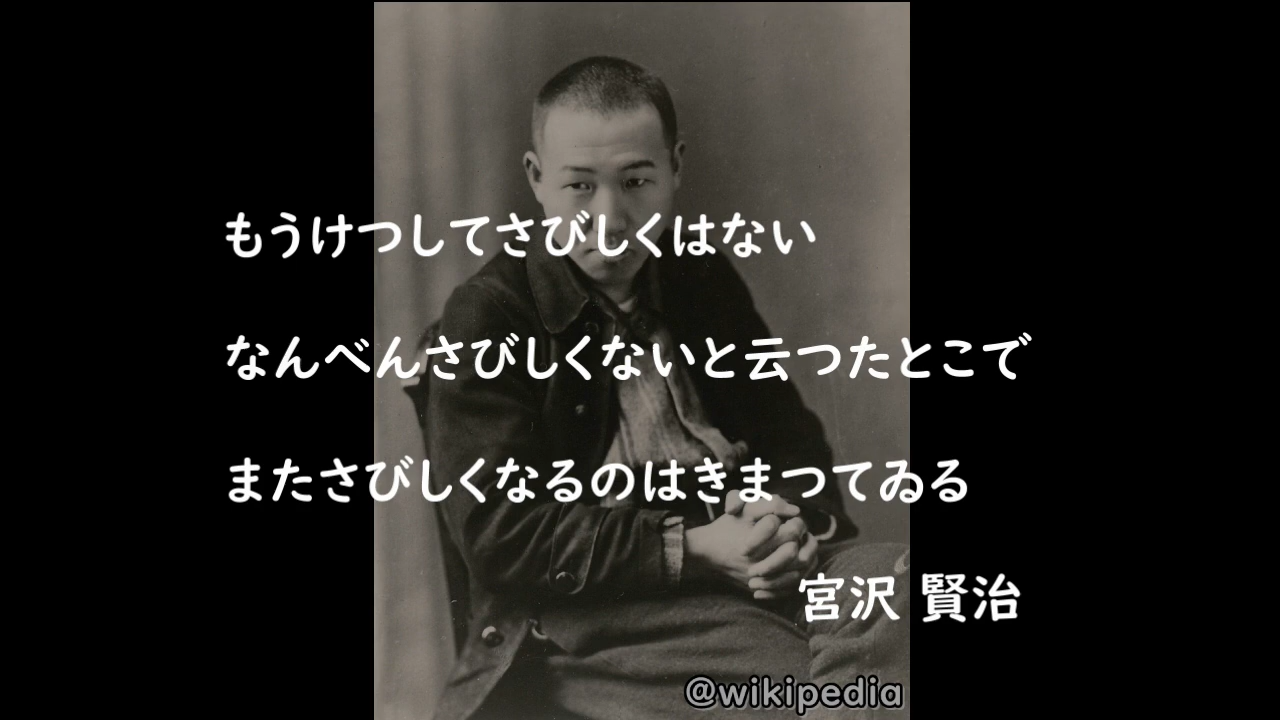 もうけつしてさびしくはない
なんべんさびしくないと云つたとこで
またさびしくなるのはきまつてゐる
宮沢 賢治
@wikipedia